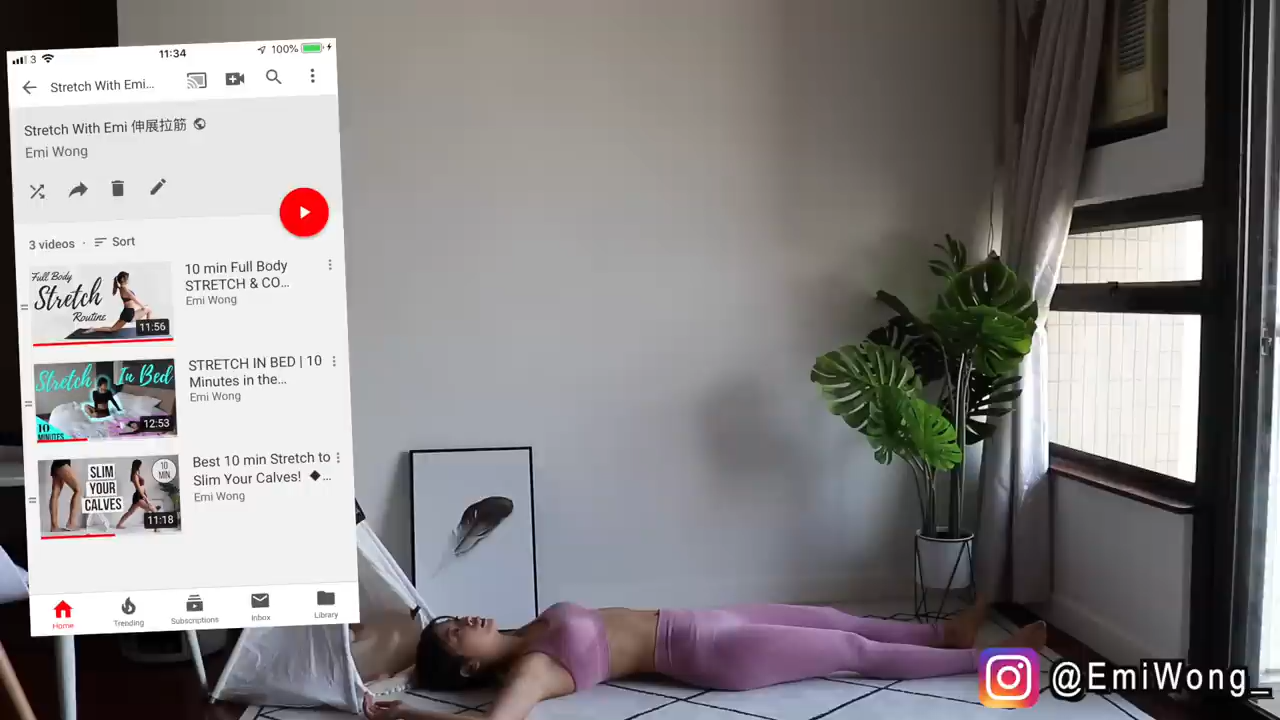 3
11:34
100%
Stretch With Emi...
Stretch With Emi 伸展拉筋
Emi Wong
3 videos · Sort
Full Body
Stretch
Routine
11:56
10 min Full Body
STRETCH & CO...
Emi Wong
Stretch In Bed
10
MINUTES
12:53
STRETCH IN BED | 10
Minutes in the...
Emi Wong
SLIM
YOUR
CALVES
10
MIN
11:18
Best 10 min Stretch to
Slim Your Calves! ◆...
Emi Wong
Home
Trending
Subscriptions
Inbox
Library
@EmiWong_